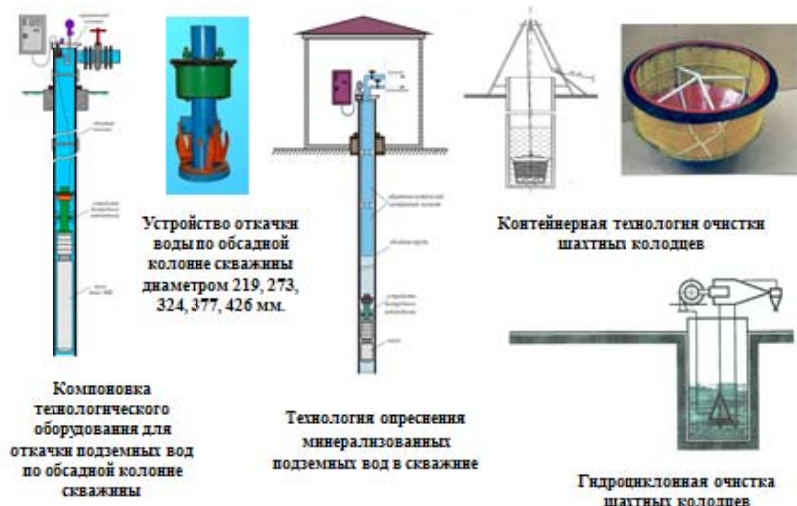 Устройство откачки
воды по обсадной
колонне скважины
диаметром 219, 273,
324, 377, 426 мм.
Контейнерная технология очистки
шахтных колодцев
Компоновка
технологического
оборудования для
откачки подземных вод
по обсадной колонне
скважины
Технология опреснения
минерализованных
подземных вод в скважине
Гидроциклонная очистка
шахтных колодцев